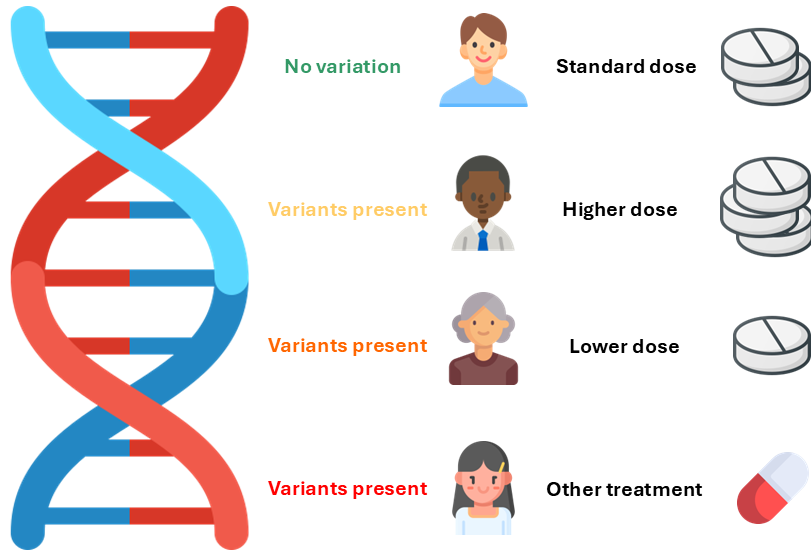 No variation
Standard dose
Variants present
Higher dose
Variants present
Lower dose
Variants present
Other treatment